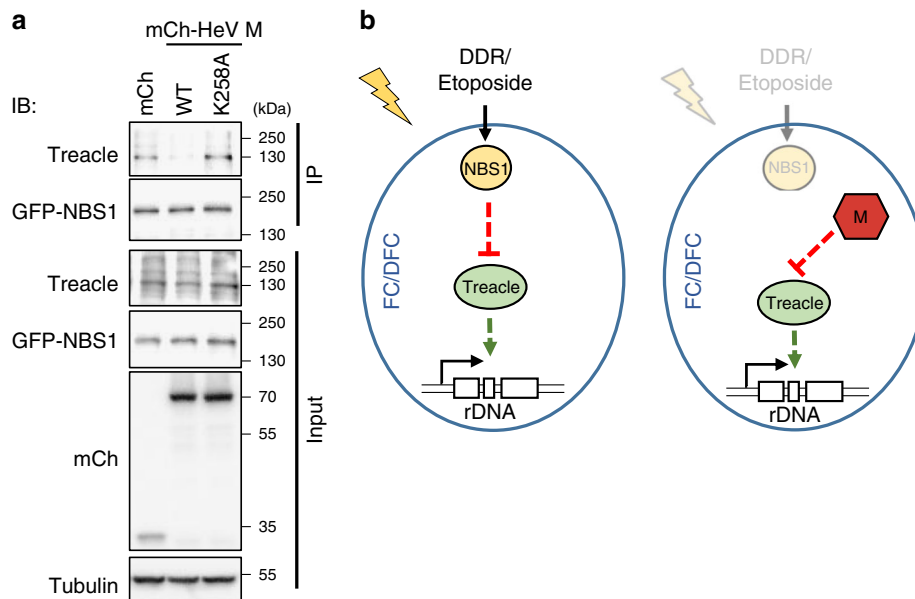 a
mCh-HeV M
IB:
mCh
WT
K258A
(kDa)
Treacle
250
130
GFP-NBS1
250
130
IP
Treacle
250
130
GFP-NBS1
250
130
mCh
70
55
35
Tubulin
55
Input
b
DDR/
Etoposide
NBS1
Treacle
FC/DFC
rDNA
DDR/
Etoposide
NBS1
M
Treacle
FC/DFC
rDNA